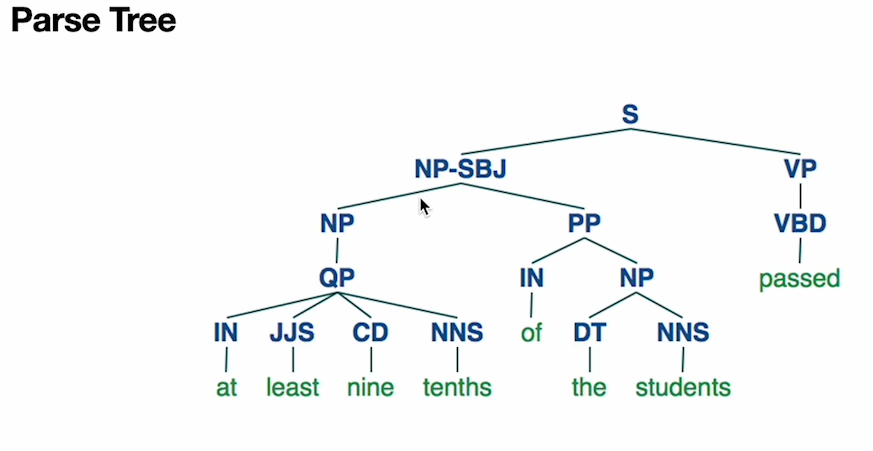 Parse Tree
S
NP-SBJ VP
NP PP VBD
QP IN NP passed
IN JJS CD NNS of DT NNS
at least nine tenths the students